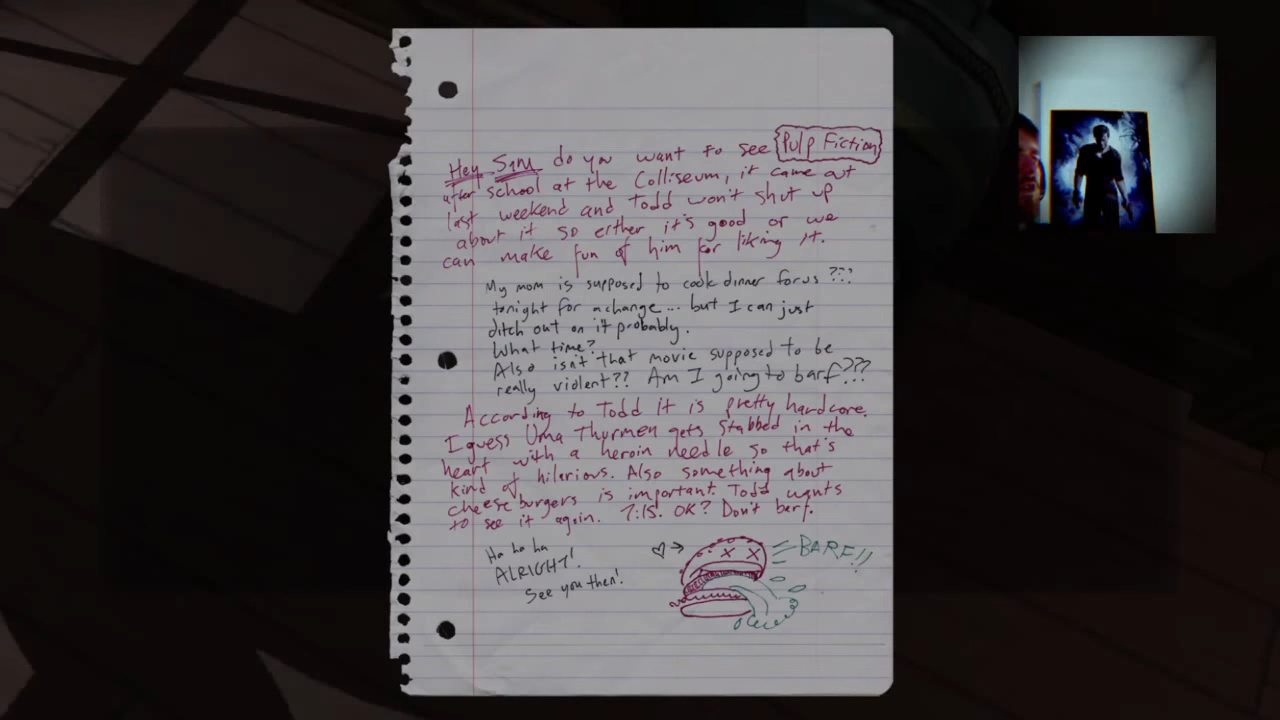 Hey Sam do you want to see Pulp Fiction
after school at the Colliseum, it came out
last weekend and Todd won't shut up
about it so either it's good or we
can make fun of him for liking it.
My mom is supposed to cook dinner for us ???
tonight for a change... but I can just
ditch out on it probably.
What time?
Also isn't that movie supposed to be
really violent?? Am I going to barf???
According to Todd it is pretty hardcore.
I guess Uma Thurmen gets stabbed in the
heart with a heroin needle so that's
kind of hilarious. Also something about
cheeseburgers is important. Todd wants
to see it again. 7:15. OK? Don't barf.
Ha ha ha
ALRIGHT!
See you then!
BARF!!